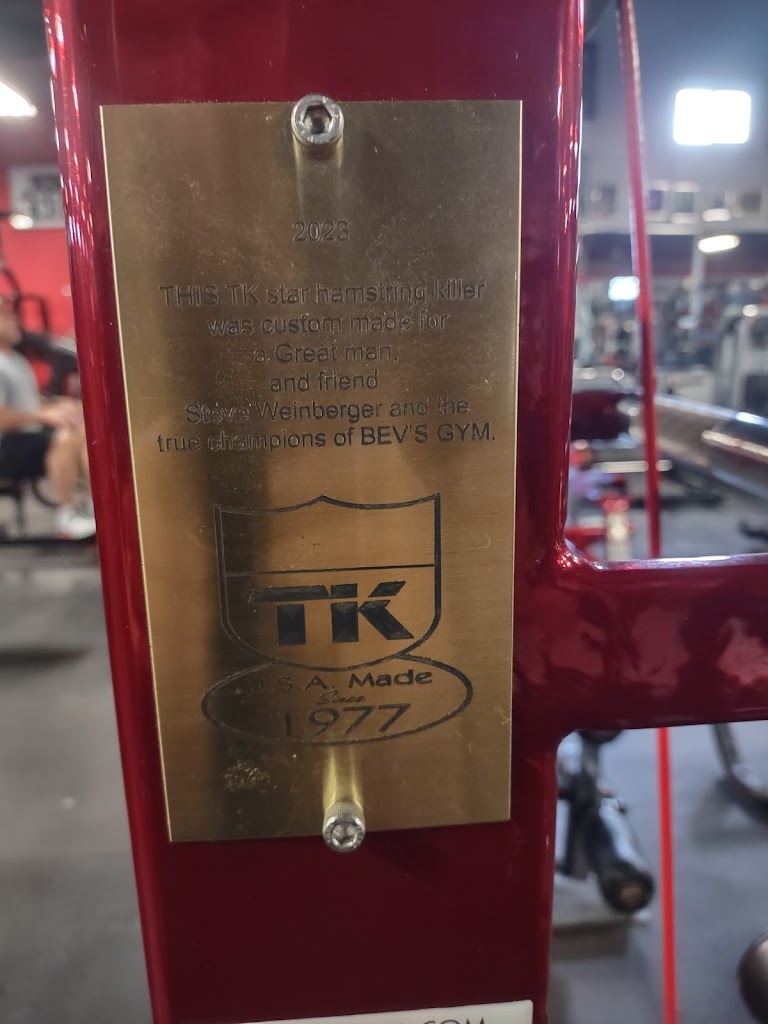 2023
THIS TK star hamstring killer
was custom made for
a Great man,
and friend
Steve Weinberger and the
true champions of BEV'S GYM.
TK
U.S.A. Made
Since
1977
.COM